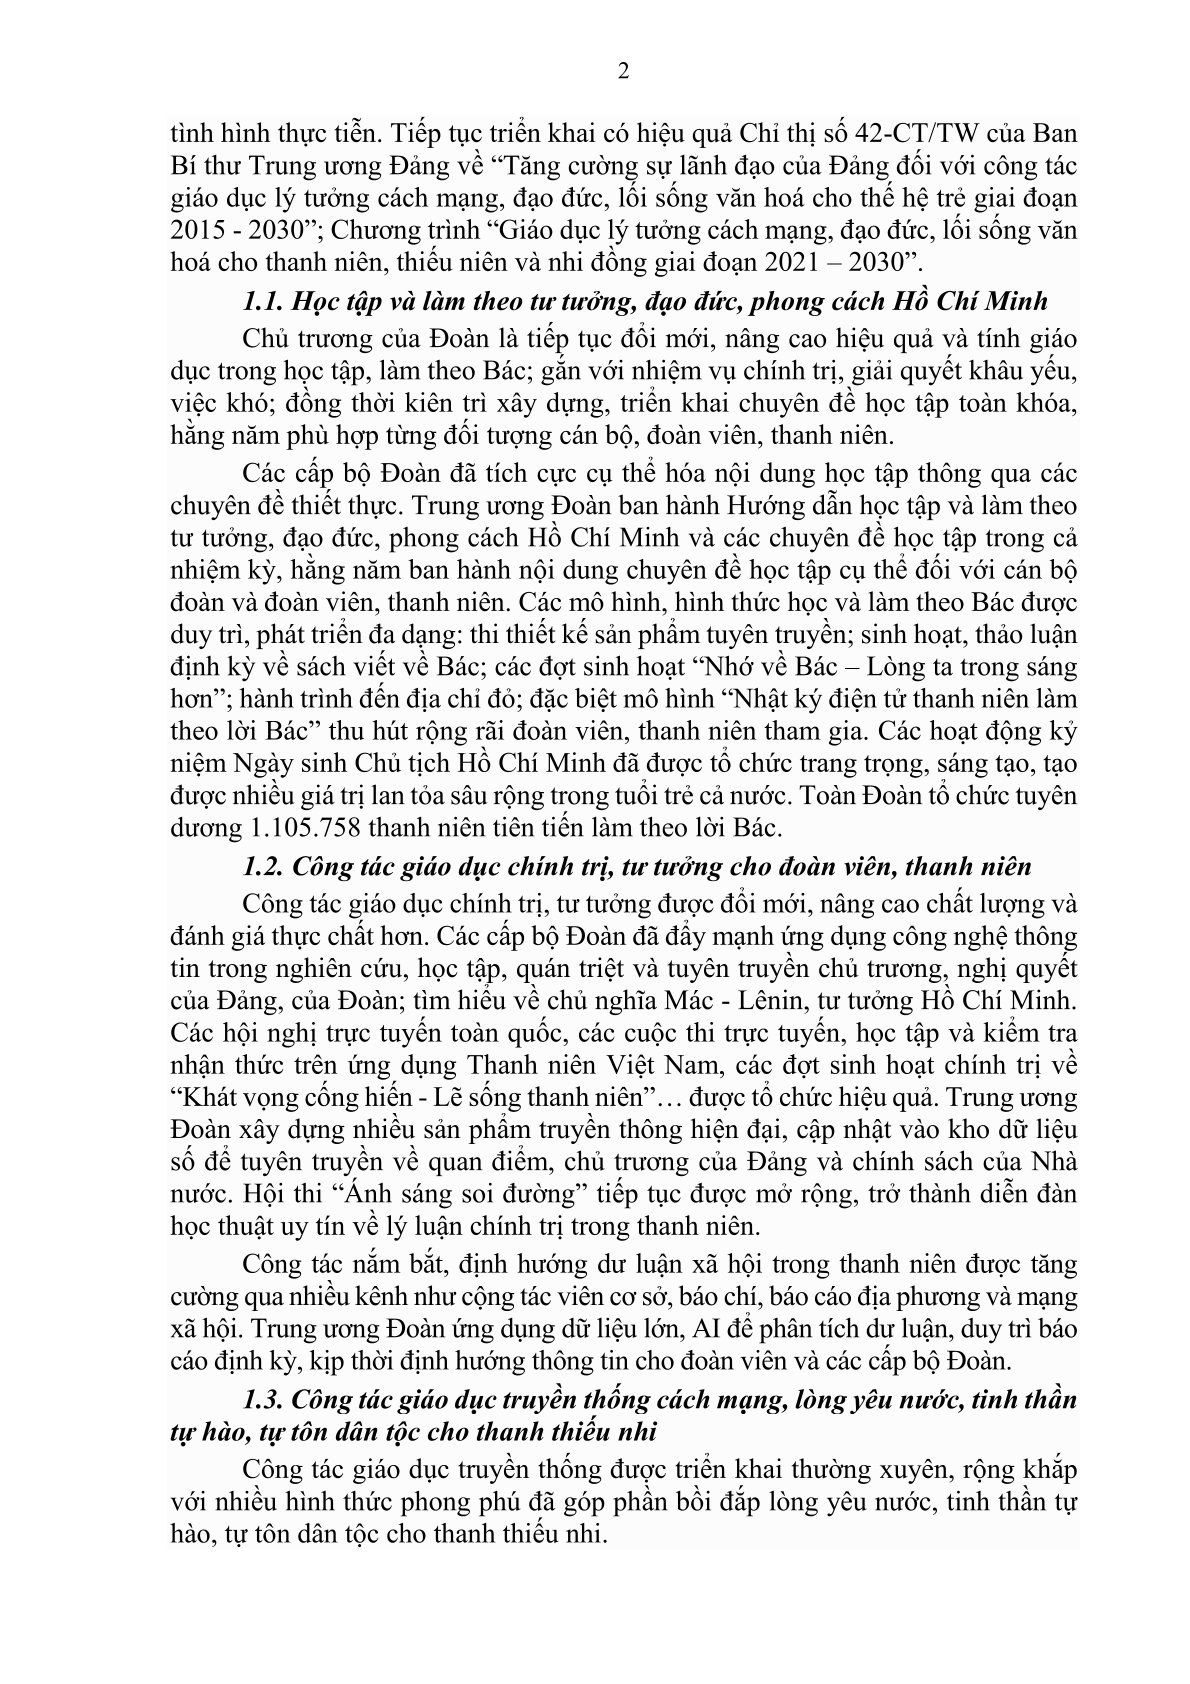 2
tình hình thực tiễn. Tiếp tục triển khai có hiệu quả Chỉ thị số 42-CT/TW của Ban
Bí thư Trung ương Đảng về “Tăng cường sự lãnh đạo của Đảng đối với công tác
giáo dục lý tưởng cách mạng, đạo đức, lối sống văn hoá cho thế hệ trẻ giai đoạn
2015 - 2030”; Chương trình “Giáo dục lý tưởng cách mạng, đạo đức, lối sống văn
hoá cho thanh niên, thiếu niên và nhi đồng giai đoạn 2021 – 2030”.
1.1. Học tập và làm theo tư tưởng, đạo đức, phong cách Hồ Chí Minh
Chủ trương của Đoàn là tiếp tục đổi mới, nâng cao hiệu quả và tính giáo
dục trong học tập, làm theo Bác; gắn với nhiệm vụ chính trị, giải quyết khâu yếu,
việc khó; đồng thời kiên trì xây dựng, triển khai chuyên đề học tập toàn khóa,
hằng năm phù hợp từng đối tượng cán bộ, đoàn viên, thanh niên.
Các cấp bộ Đoàn đã tích cực cụ thể hóa nội dung học tập thông qua các
chuyên đề thiết thực. Trung ương Đoàn ban hành Hướng dẫn học tập và làm theo
tư tưởng, đạo đức, phong cách Hồ Chí Minh và các chuyên đề học tập trong cả
nhiệm kỳ, hằng năm ban hành nội dung chuyên đề học tập cụ thể đối với cán bộ
đoàn và đoàn viên, thanh niên. Các mô hình, hình thức học và làm theo Bác được
duy trì, phát triển đa dạng: thi thiết kế sản phẩm tuyên truyền; sinh hoạt, thảo luận
định kỳ về sách viết về Bác; các đợt sinh hoạt “Nhớ về Bác – Lòng ta trong sáng
hơn”; hành trình đến địa chỉ đỏ; đặc biệt mô hình “Nhật ký điện tử thanh niên làm
theo lời Bác” thu hút rộng rãi đoàn viên, thanh niên tham gia. Các hoạt động kỷ
niệm Ngày sinh Chủ tịch Hồ Chí Minh đã được tổ chức trang trọng, sáng tạo, tạo
được nhiều giá trị lan tỏa sâu rộng trong tuổi trẻ cả nước. Toàn Đoàn tổ chức tuyên
dương 1.105.758 thanh niên tiên tiến làm theo lời Bác.
1.2. Công tác giáo dục chính trị, tư tưởng cho đoàn viên, thanh niên
Công tác giáo dục chính trị, tư tưởng được đổi mới, nâng cao chất lượng và
đánh giá thực chất hơn. Các cấp bộ Đoàn đã đẩy mạnh ứng dụng công nghệ thông
tin trong nghiên cứu, học tập, quán triệt và tuyên truyền chủ trương, nghị quyết
của Đảng, của Đoàn; tìm hiểu về chủ nghĩa Mác - Lênin, tư tưởng Hồ Chí Minh.
Các hội nghị trực tuyến toàn quốc, các cuộc thi trực tuyến, học tập và kiểm tra
nhận thức trên ứng dụng Thanh niên Việt Nam, các đợt sinh hoạt chính trị về
“Khát vọng cống hiến - Lẽ sống thanh niên”… được tổ chức hiệu quả. Trung ương
Đoàn xây dựng nhiều sản phẩm truyền thông hiện đại, cập nhật vào kho dữ liệu
số để tuyên truyền về quan điểm, chủ trương của Đảng và chính sách của Nhà
nước. Hội thi “Ánh sáng soi đường” tiếp tục được mở rộng, trở thành diễn đàn
học thuật uy tín về lý luận chính trị trong thanh niên.
Công tác nắm bắt, định hướng dư luận xã hội trong thanh niên được tăng
cường qua nhiều kênh như cộng tác viên cơ sở, báo chí, báo cáo địa phương và mạng
xã hội. Trung ương Đoàn ứng dụng dữ liệu lớn, AI để phân tích dư luận, duy trì báo
cáo định kỳ, kịp thời định hướng thông tin cho đoàn viên và các cấp bộ Đoàn.
1.3. Công tác giáo dục truyền thống cách mạng, lòng yêu nước, tinh thần
tự hào, tự tôn dân tộc cho thanh thiếu nhi
Công tác giáo dục truyền thống được triển khai thường xuyên, rộng khắp
với nhiều hình thức phong phú đã góp phần bồi đắp lòng yêu nước, tinh thần tự
hào, tự tôn dân tộc cho thanh thiếu nhi.